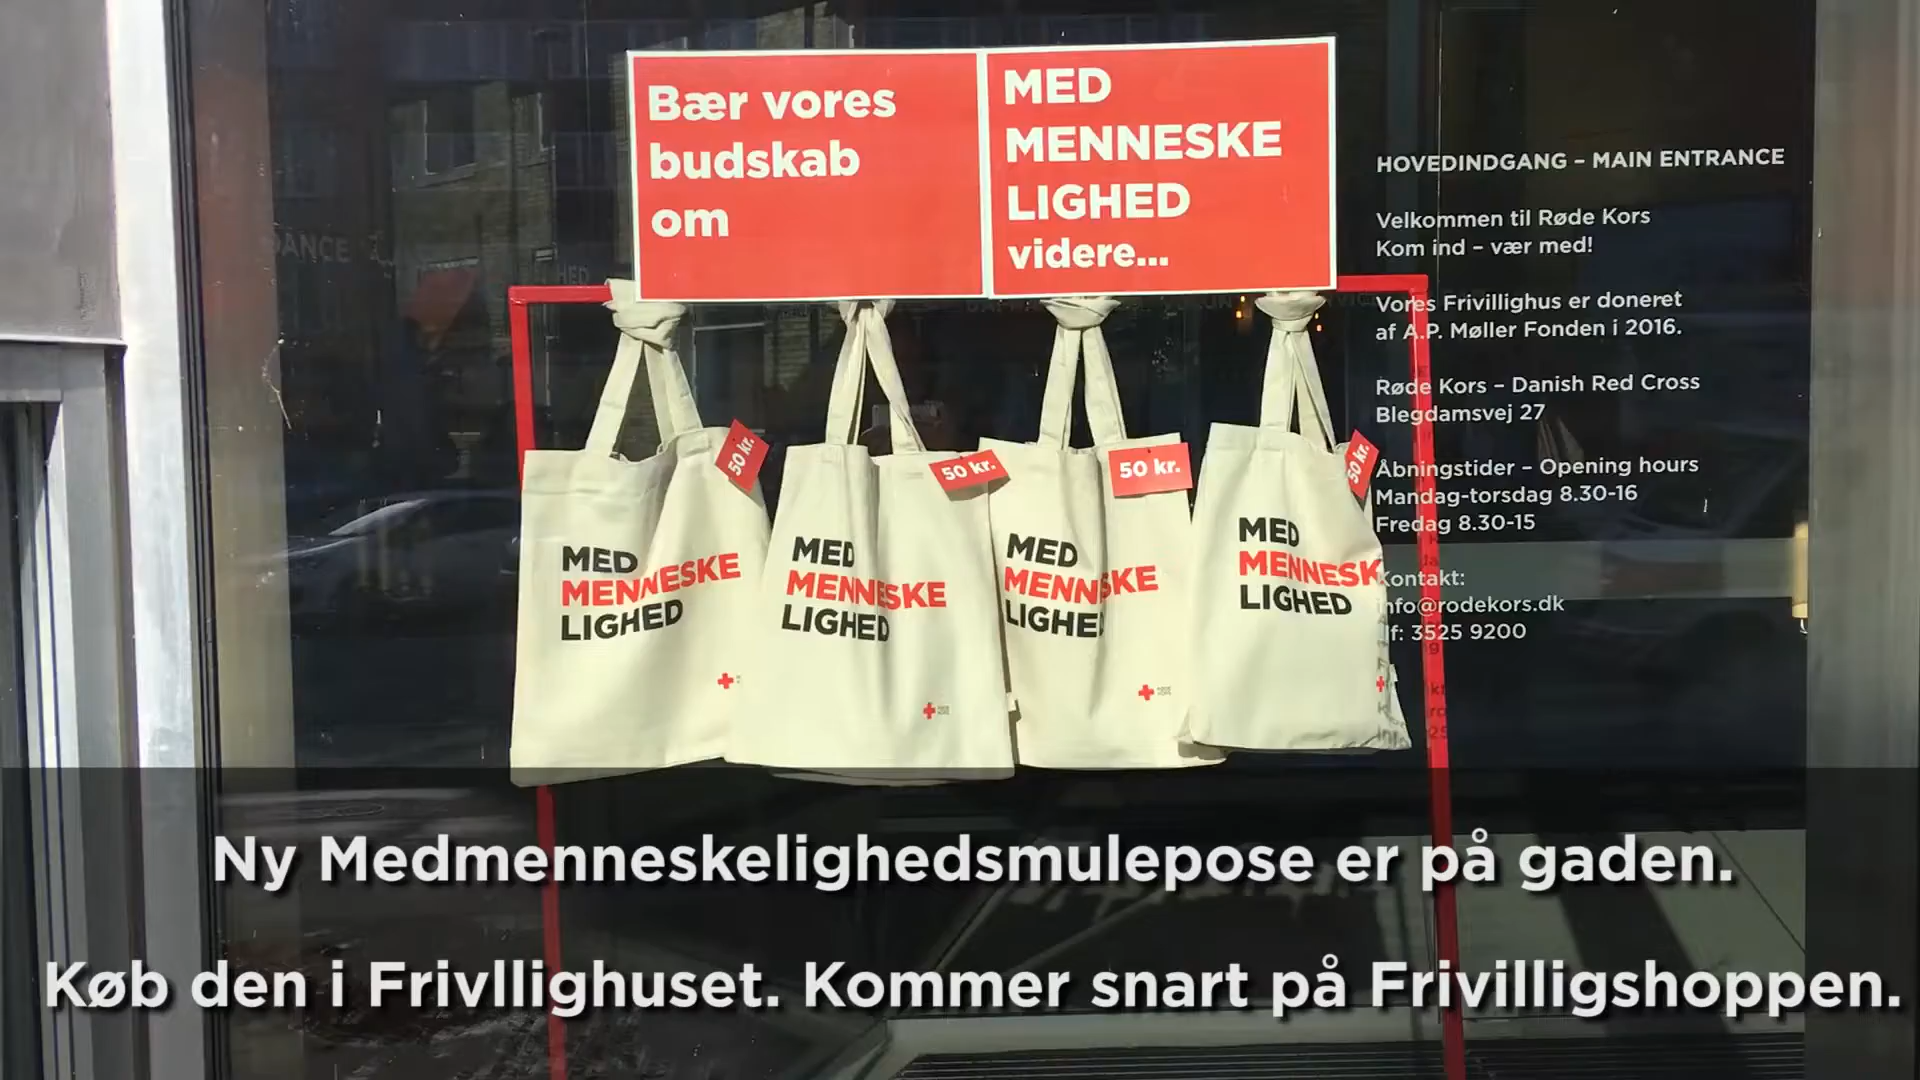 Bær vores
budskab
om
MED
MENNESKE
LIGHED
videre...
HOVEDINDGANG – MAIN ENTRANCE
Velkommen til Røde Kors
Kom ind – vær med!
Vores Frivillighus er doneret
af A.P. Møller Fonden i 2016.
Røde Kors – Danish Red Cross
Blegdamsvej 27
Åbningstider – Opening hours
Mandag-torsdag 8.30-16
Fredag 8.30-15
Kontakt:
info@rodekors.dk
lf: 3525 9200
50 kr.
50 kr.
50 kr.
50 kr.
MED
MENNESKE
LIGHED
MED
MENNESKE
LIGHED
MED
MENNESKE
LIGHED
MED
MENNESK
LIGHED
Ny Medmenneskelighedsmulepose er på gaden.
Køb den i Frivllighuset. Kommer snart på Frivilligshoppen.